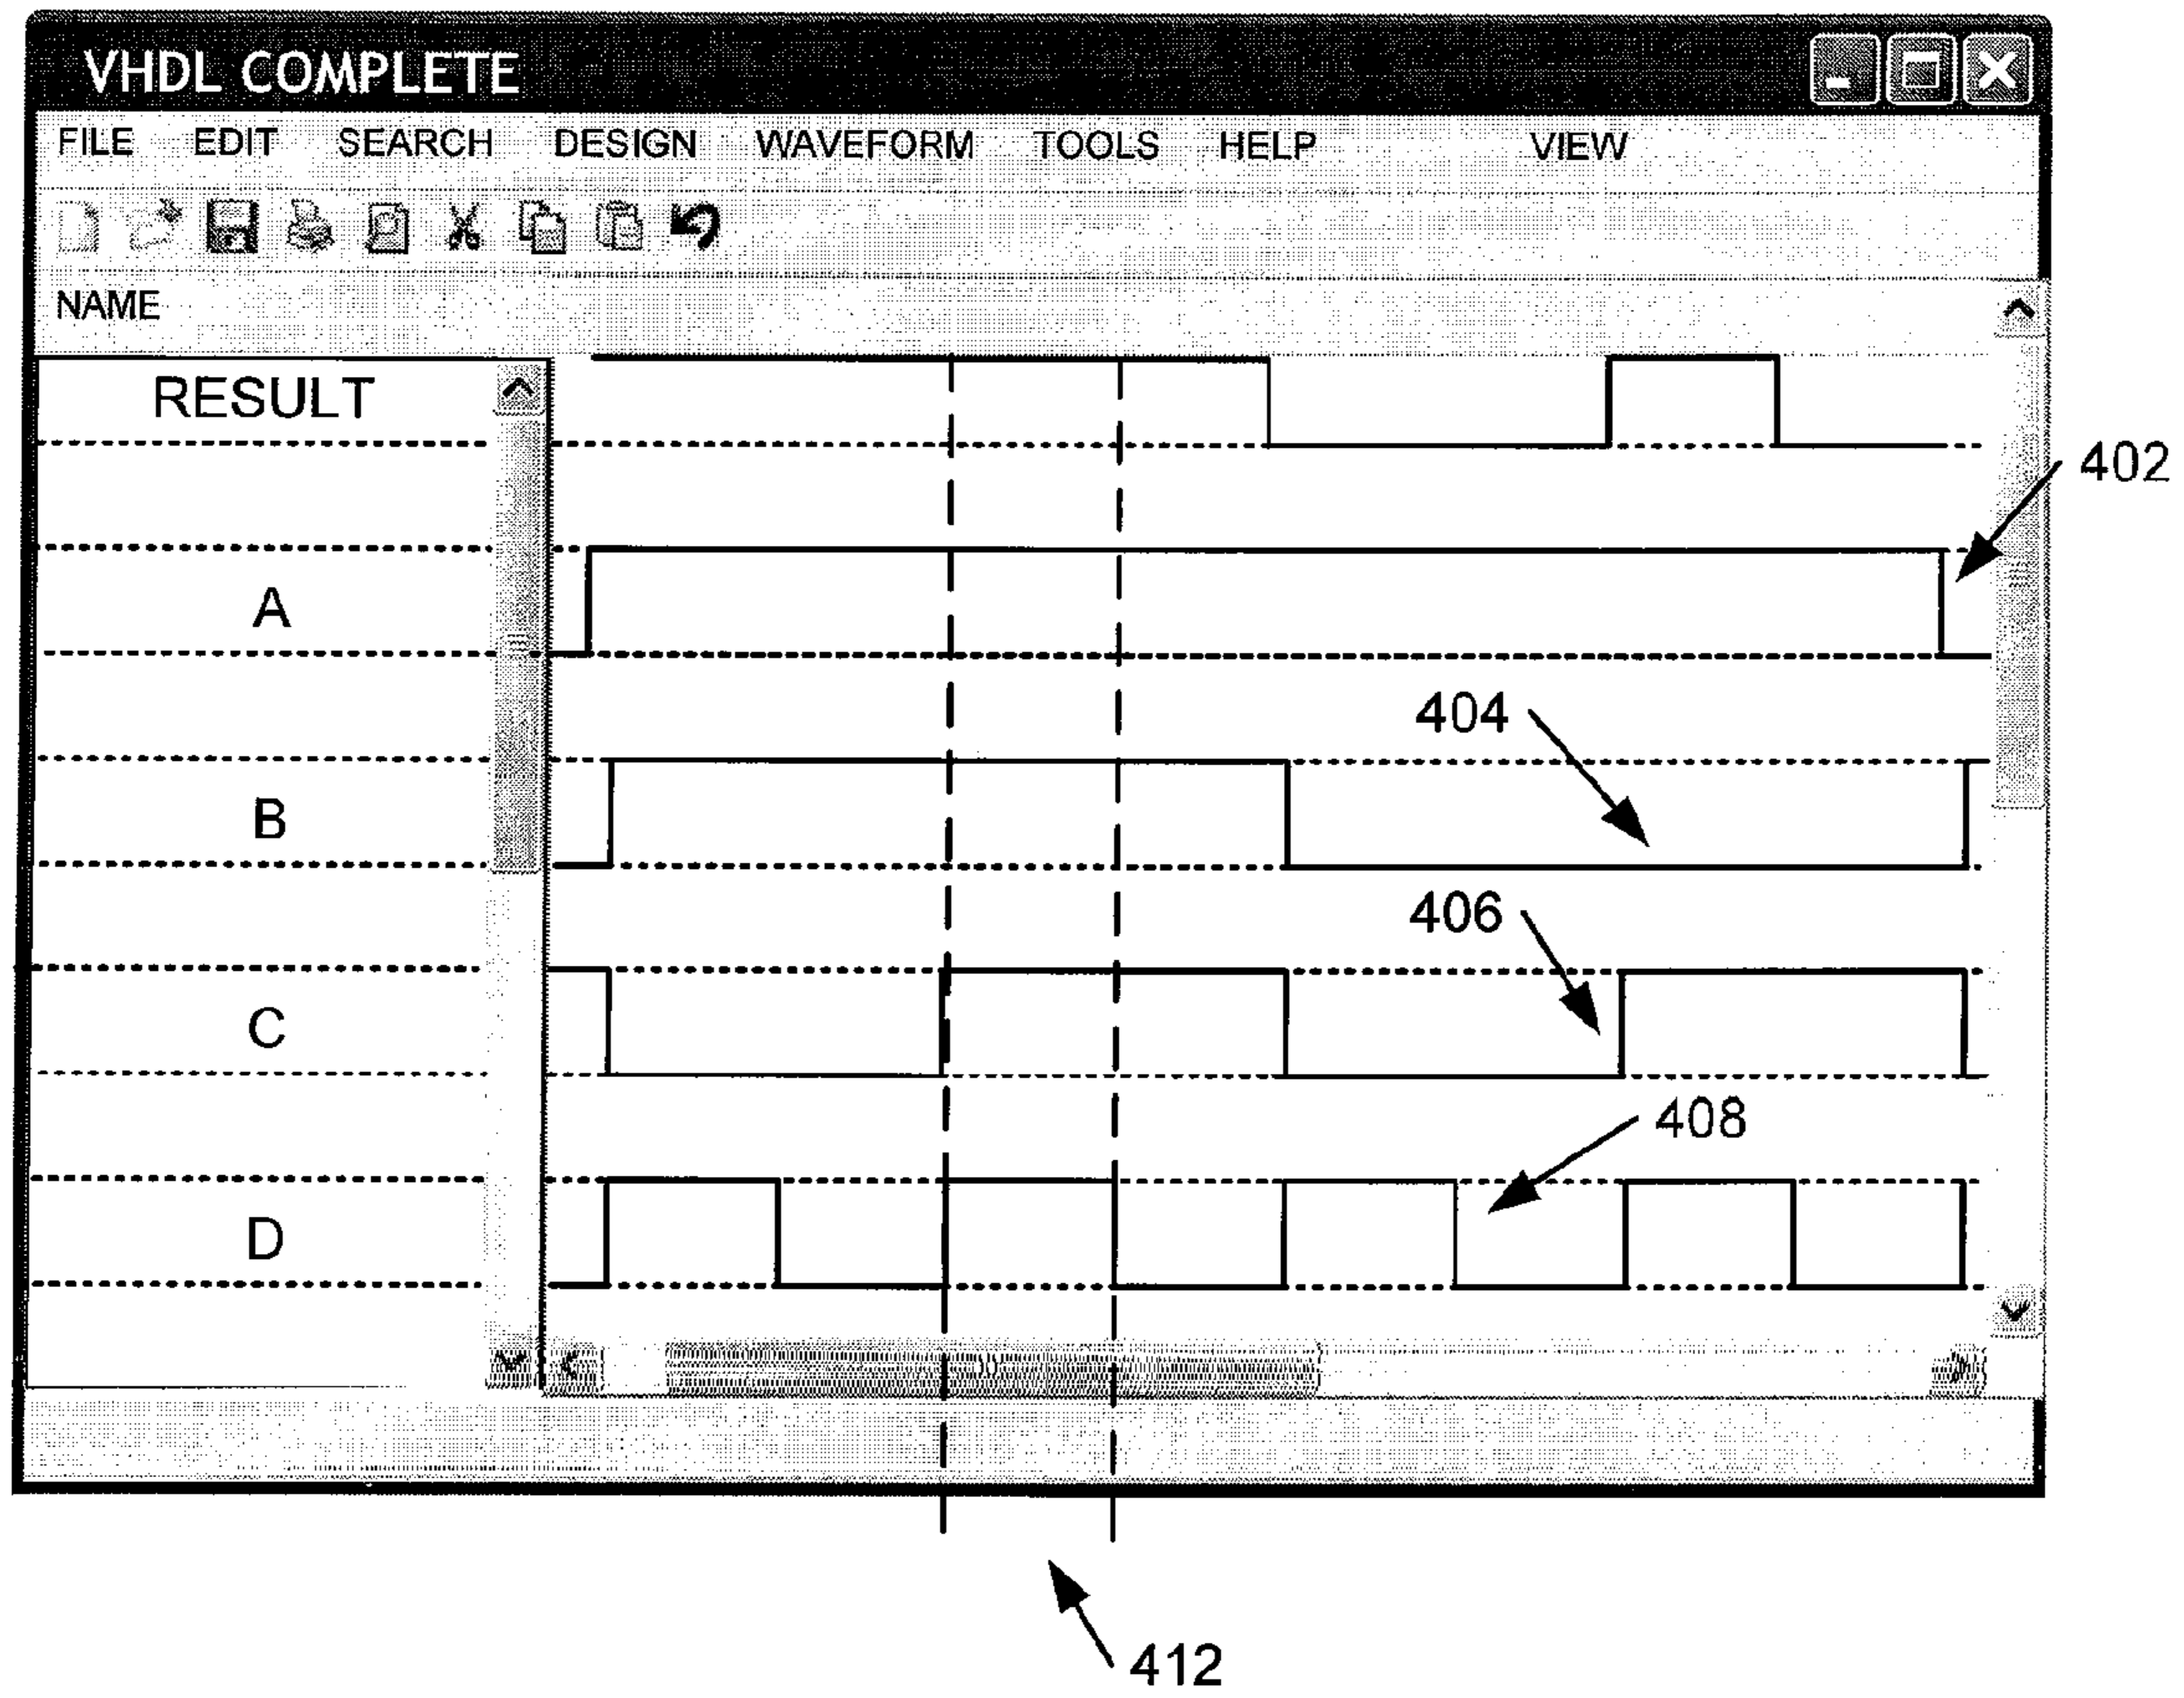 VHDL COMPLETE
FILE EDIT SEARCH DESIGN WAVEFORM TOOLS HELP VIEW
NAME
RESULT
402
A
404
B
406
C
408
D
412